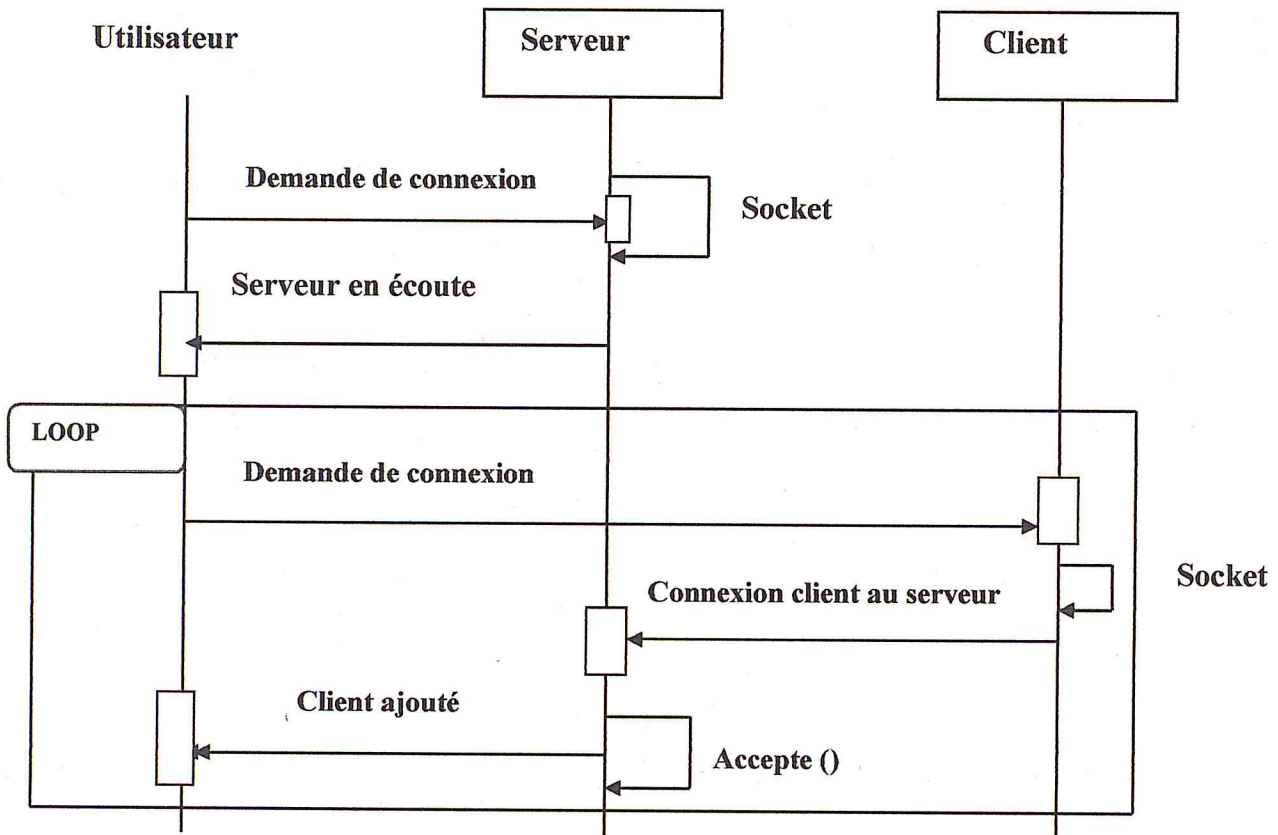 Utilisateur
Serveur
Client
Demande de connexion
Socket
Serveur en écoute
LOOP
Demande de connexion
Socket
Connexion client au serveur
Client ajouté
Accepte ()